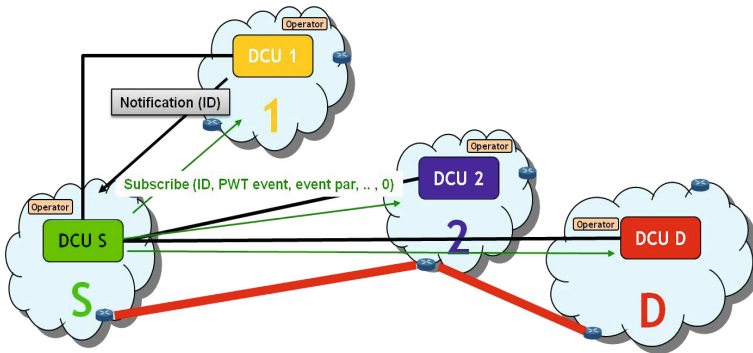 Operator
DCU 1
Notification (ID)
1
Operator
DCU 2
Subscribe (ID, PWT event, event par, .. , 0)
Operator
DCU S
2
Operator
DCU D
S
D